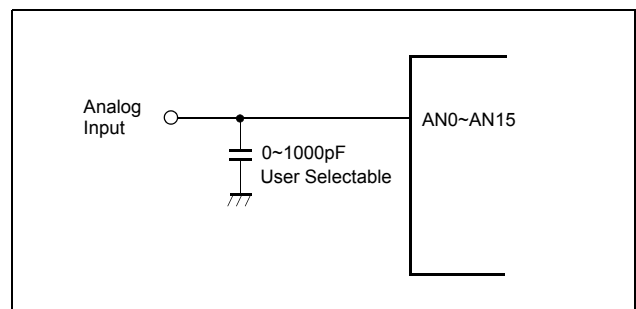 Analog
Input
AN0~AN15
0~1000pF
User Selectable